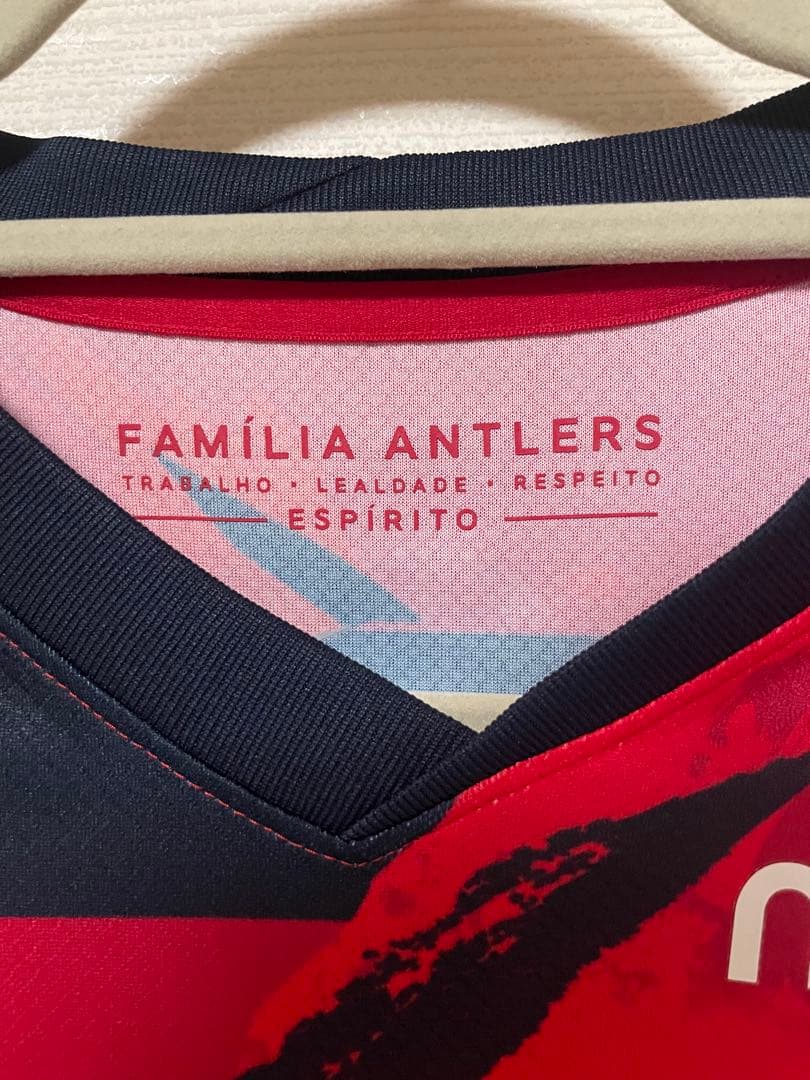 FAMÍLIA ANTLERS
TRABALHO · LEALDADE · RESPEITO
ESPÍRITO